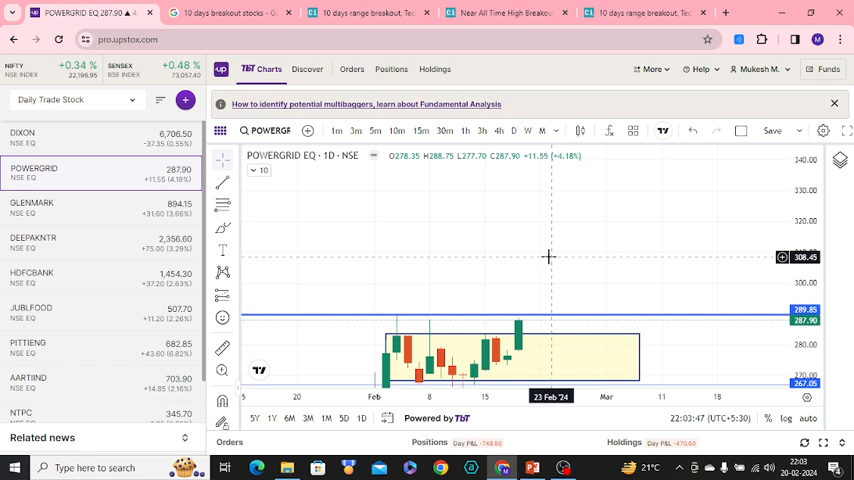 POWERGRID EQ 287.90 ▲ 4.
10 days breakout stocks - G
10 days range breakout, Tec
Near All Time High Breakout
10 days range breakout, Tec
pro.upstox.com
NIFTY +0.34 %
NSE INDEX 22,196.95
SENSEX +0.48 %
BSE INDEX 73,057.40
up TbT Charts Discover Orders Positions Holdings More Help Mukesh M. Funds
Daily Trade Stock
How to identify potential multibaggers, learn about Fundamental Analysis
POWERGR 1m 3m 5m 10m 15m 30m 1h 3h 4h D W M Save
DIXON 6,706.50
NSE EQ -37.35 (0.55%)
POWERGRID 287.90
NSE EQ +11.55 (4.18%)
GLENMARK 894.15
NSE EQ +31.60 (3.66%)
DEEPAKNTR 2,356.60
NSE EQ +75.00 (3.29%)
HDFCBANK 1,454.30
NSE EQ +37.20 (2.63%)
JUBLFOOD 507.70
NSE EQ +11.20 (2.26%)
PITTIENG 682.85
NSE EQ +43.60 (6.82%)
AARTIIND 703.90
NSE EQ +14.85 (2.16%)
NTPC 345.70
Related news
POWERGRID EQ · 1D · NSE O278.35 H288.75 L277.70 C287.90 +11.55 (+4.18%)
10
340.00
330.00
320.00
308.45
300.00
289.85
287.90
280.00
270.00
267.05
5 20 Feb 8 15 23 Feb '24 Mar 11 18
5Y 1Y 6M 3M 1M 5D 1D Powered by TbT 22:03:47 (UTC+5:30) % log auto
Orders Positions Day P&L -748.80 Holdings Day P&L -470.60
Type here to search
21°C
22:03
20-02-2024
4